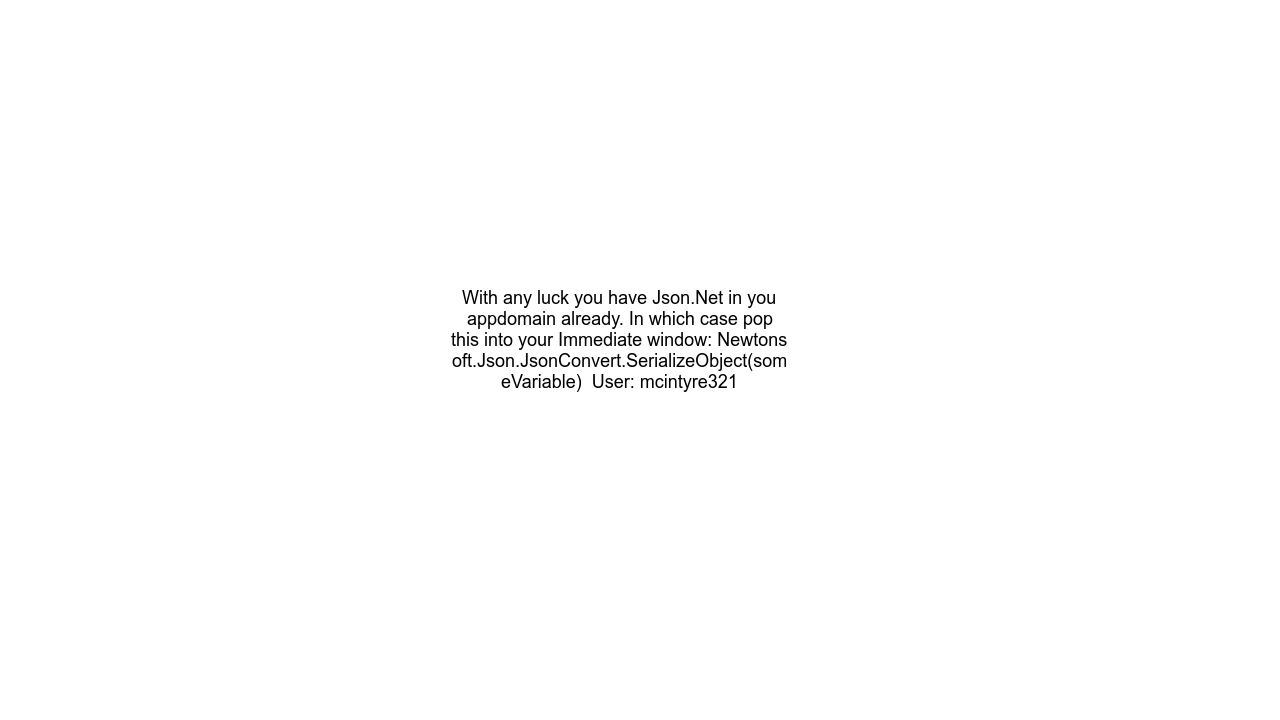 With any luck you have Json.Net in you
appdomain already. In which case pop
this into your Immediate window: Newtons
oft.Json.JsonConvert.SerializeObject(som
eVariable)  User: mcintyre321